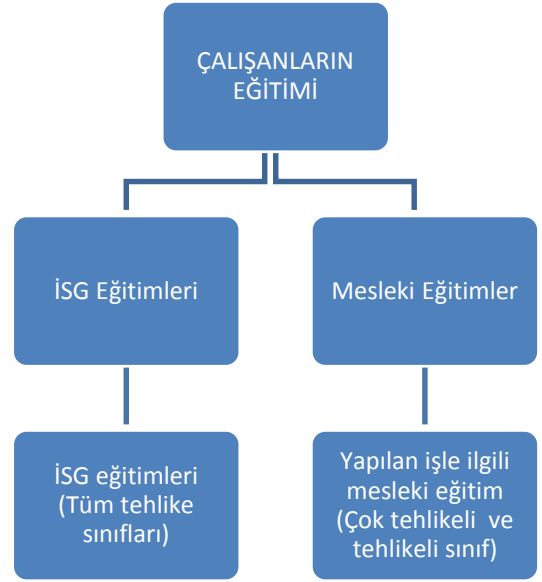 ÇALIŞANLARIN
EĞİTİMİ
İSG Eğitimleri
Mesleki Eğitimler
İSG eğitimleri
(Tüm tehlike
sınıfları)
Yapılan işle ilgili
mesleki eğitim
(Çok tehlikeli ve
tehlikeli sınıf)